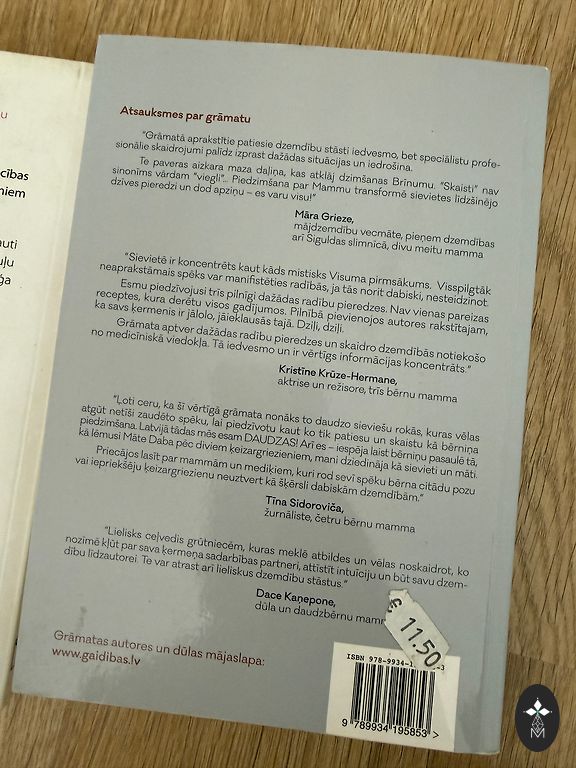 u
cības
niem
auti
uļu
ģa
Atsauksmes par grāmatu
"Grāmatā aprakstītie patiesie dzemdību stāsti iedvesmo, bet speciālistu profe-
sionālie skaidrojumi palīdz izprast dažādas situācijas un iedrošina.
Te paveras aizkara maza daļiņa, kas atklāj dzimšanas Brīnumu. "Skaisti" nav
sinonīms vārdam "viegli"... Piedzimšana par Mammu transformē sievietes līdzšinējo
dzīves pieredzi un dod apziņu – es varu visu!"
Māra Grieze,
mājdzemdību vecmāte, pieņem dzemdības
arī Siguldas slimnīcā, divu meitu mamma
"Sievietē ir koncentrēts kaut kāds mistisks Visuma pirmsākums. Visspilgtāk
neaprakstāmais spēks var manifestēties radībās, ja tās norit dabiski, nesteidzinot.
Esmu piedzīvojusi trīs pilnīgi dažādas radību pieredzes. Nav vienas pareizas
receptes, kura derētu visos gadījumos. Pilnībā pievienojos autores rakstītajam,
ka savs ķermenis ir jālolo, jāieklausās tajā. Dziļi, dziļi.
Grāmata aptver dažādas radību pieredzes un skaidro dzemdībās notiekošo
no medicīniskā viedokļa. Tā iedvesmo un ir vērtīgs informācijas koncentrāts."
Kristīne Krūze-Hermane,
aktrise un režisore, trīs bērnu mamma
"Ļoti ceru, ka šī vērtīgā grāmata nonāks to daudzo sieviešu rokās, kuras vēlas
atgūt netīši zaudēto spēku, lai piedzīvotu kaut ko tik patiesu un skaistu kā bērniņa
piedzimšana. Latvijā tādas mēs esam DAUDZAS! Arī es – iespēja laist bērniņu pasaulē tā,
kā lēmusi Māte Daba pēc diviem ķeizargriezieniem, mani dziedināja kā sievieti un māti.
Priecājos lasīt par mammām un mediķiem, kuri rod sevī spēku bērna citādu pozu
vai iepriekšēju ķeizargriezienu neuztvert kā šķērsli dabiskām dzemdībām."
Tīna Sidoroviča,
žurnāliste, četru bērnu mamma
"Lielisks ceļvedis grūtniecēm, kuras meklē atbildes un vēlas noskaidrot, ko
nozīmē kļūt par sava ķermeņa sadarbības partneri, attīstīt intuīciju un būt savu dzem-
dību līdzautorei. Te var atrast arī lieliskus dzemdību stāstus."
Dace Kaņepone,
dūla un daudzbērnu mamm
€ 11.50
Grāmatas autores un dūlas mājaslapa:
www.gaidibas.lv
ISBN 978-9934-1 -3
9 789934 195853 >
M